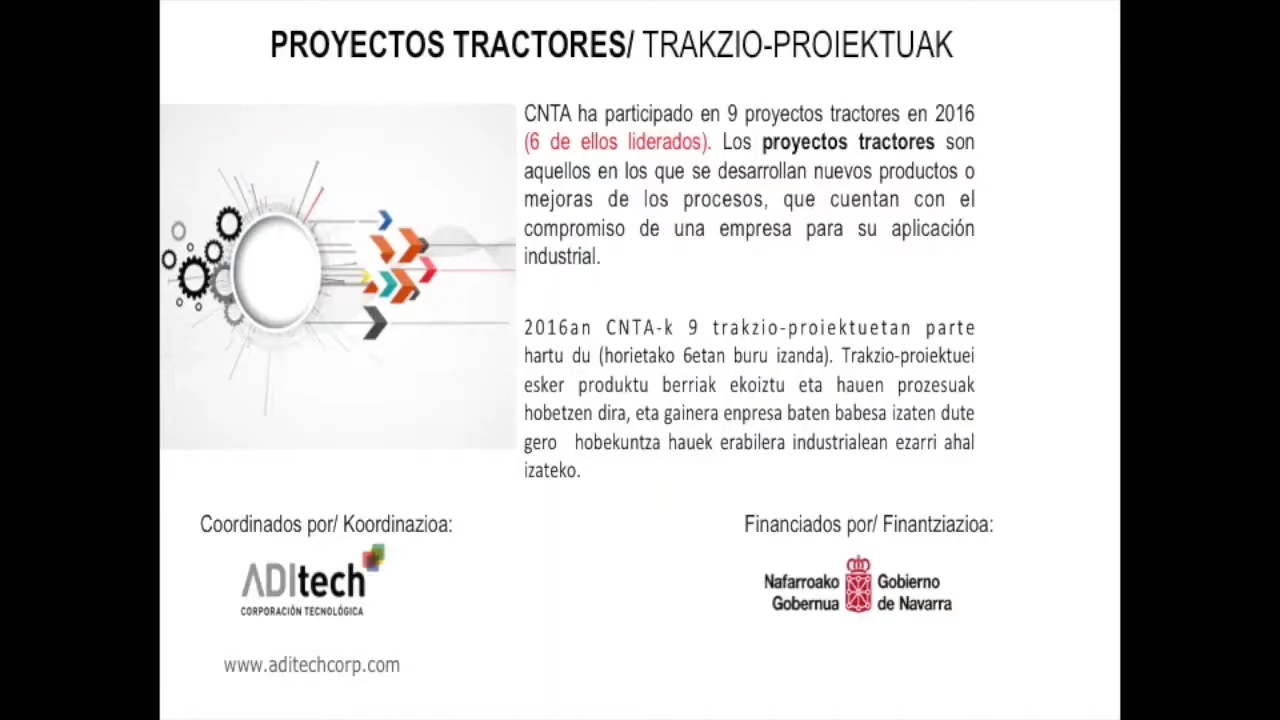 PROYECTOS TRACTORES/ TRAKZIO-PROIEKTUAK
CNTA ha participado en 9 proyectos tractores en 2016
(6 de ellos liderados). Los proyectos tractores son
aquellos en los que se desarrollan nuevos productos o
mejoras de los procesos, que cuentan con el
compromiso de una empresa para su aplicación
industrial.
2016an CNTA-k 9 trakzio-proiektuetan parte
hartu du (horietako 6etan buru izanda). Trakzio-proiektuei
esker produktu berriak ekoiztu eta hauen prozesuak
hobetzen dira, eta gainera enpresa baten babesa izaten dute
gero hobekuntza hauek erabilera industrialean ezarri ahal
izateko.
Coordinados por/ Koordinazioa:
ADItech
CORPORACIÓN TECNOLÓGICA
www.aditechcorp.com
Financiados por/ Finantziazioa:
Nafarroako Gobierno
Gobernua de Navarra